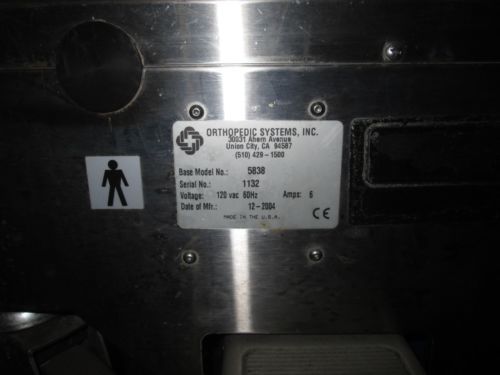 ORTHOPEDIC SYSTEMS, INC.
30031 Ahern Avenue
Union City, CA 94587
(510) 429-1500
Base Model No.: 5838
Serial No.: 1132
Voltage: 120 vac 60Hz Amps: 6
Date of Mfr.: 12-2004
MADE IN THE U.S.A.
CE